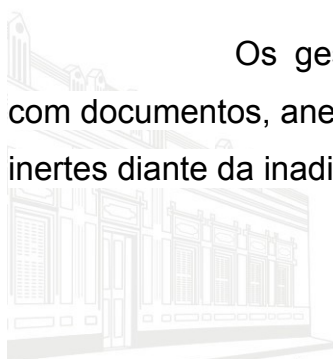 Os ge
com documentos, ane
inertes diante da inadi